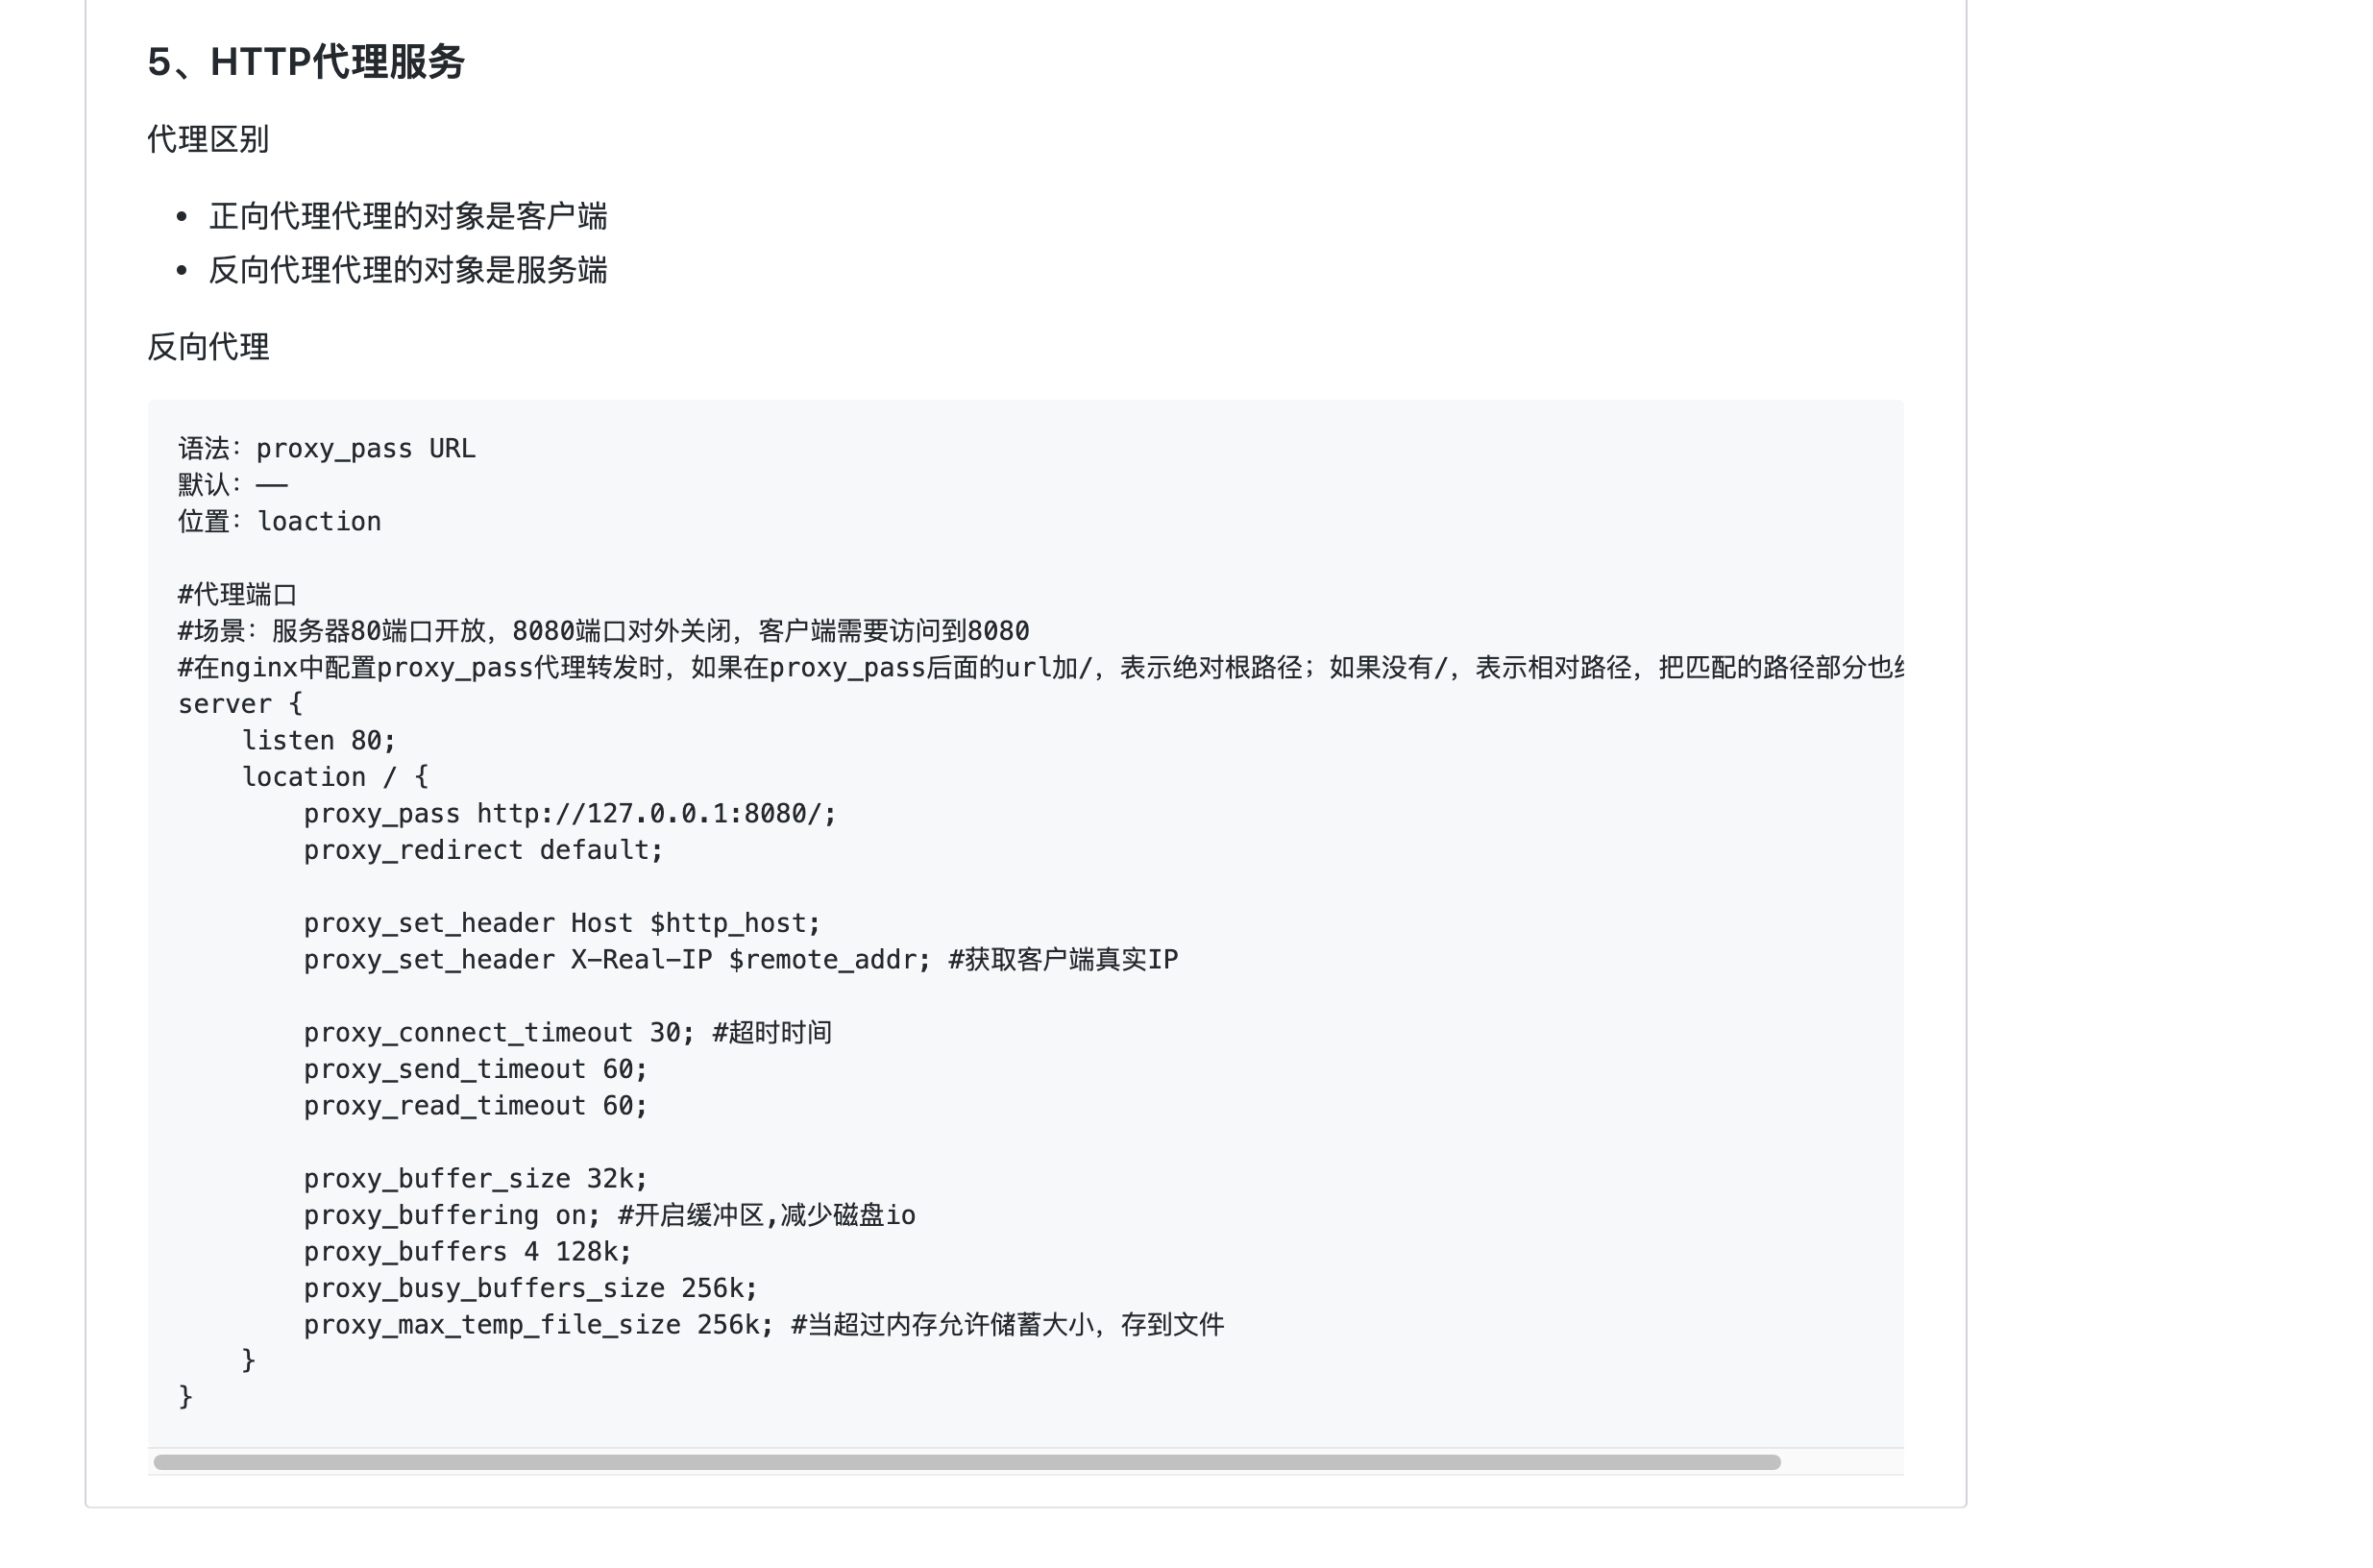 5、HTTP代理服务
代理区别
• 正向代理代理的对象是客户端
• 反向代理代理的对象是服务端
反向代理
语法：proxy_pass URL
默认：——
位置：loaction
#代理端口
#场景：服务器80端口开放，8080端口对外关闭，客户端需要访问到8080
#在nginx中配置proxy_pass代理转发时，如果在proxy_pass后面的url加/，表示绝对根路径；如果没有/，表示相对路径，把匹配的路径部分也
server {
    listen 80;
    location / {
        proxy_pass http://127.0.0.1:8080/;
        proxy_redirect default;
        proxy_set_header Host $http_host;
        proxy_set_header X-Real-IP $remote_addr; #获取客户端真实IP
        proxy_connect_timeout 30; #超时时间
        proxy_send_timeout 60;
        proxy_read_timeout 60;
        proxy_buffer_size 32k;
        proxy_buffering on; #开启缓冲区,减少磁盘io
        proxy_buffers 4 128k;
        proxy_busy_buffers_size 256k;
        proxy_max_temp_file_size 256k; #当超过内存允许储蓄大小，存到文件
    }
}